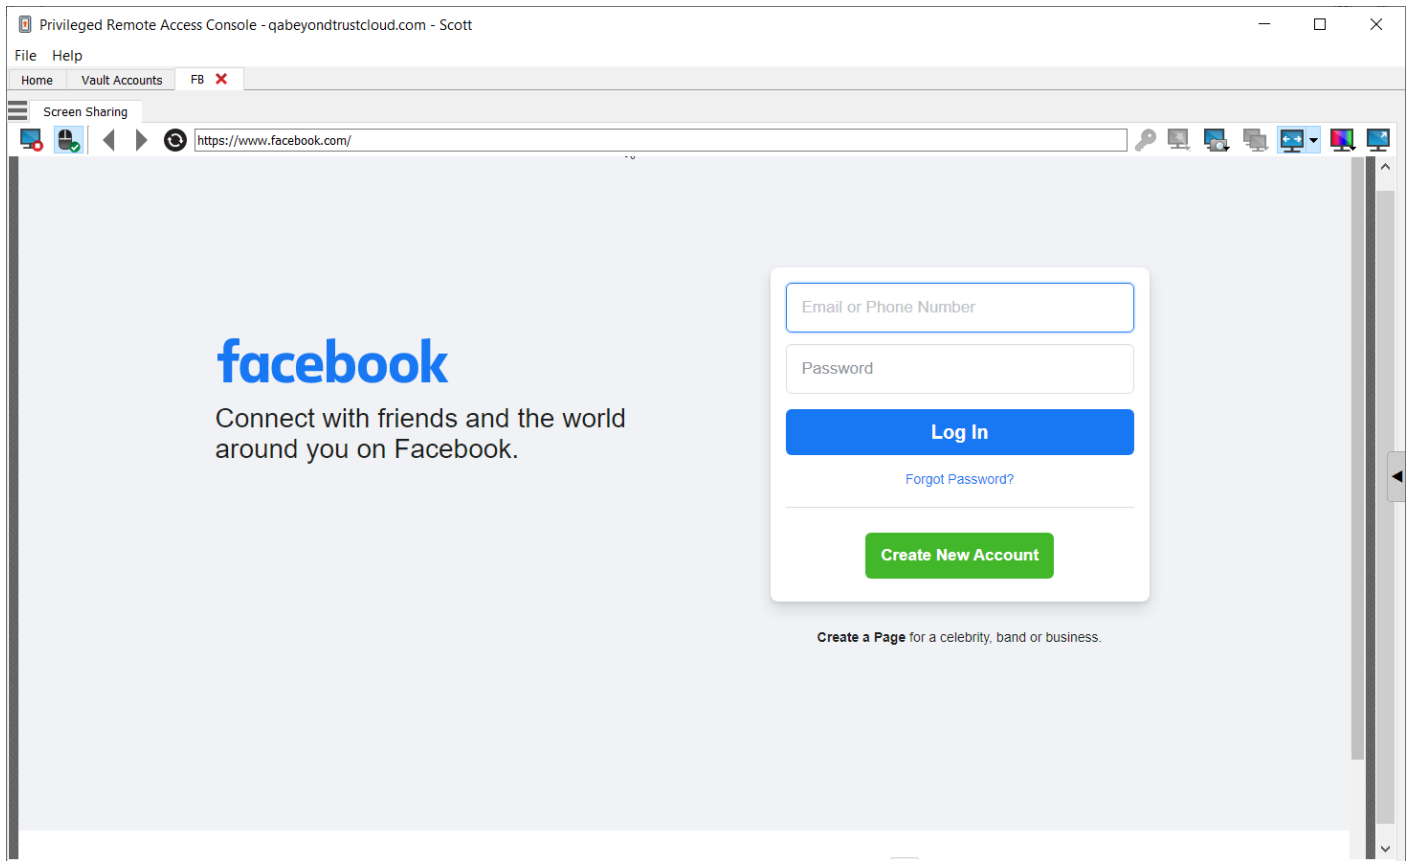 Privileged Remote Access Console - qabeyondtrustcloud.com - Scott
File Help
Home Vault Accounts FB
Screen Sharing
https://www.facebook.com/
facebook
Connect with friends and the world
around you on Facebook.
Email or Phone Number
Password
Log In
Forgot Password?
Create New Account
Create a Page for a celebrity, band or business.